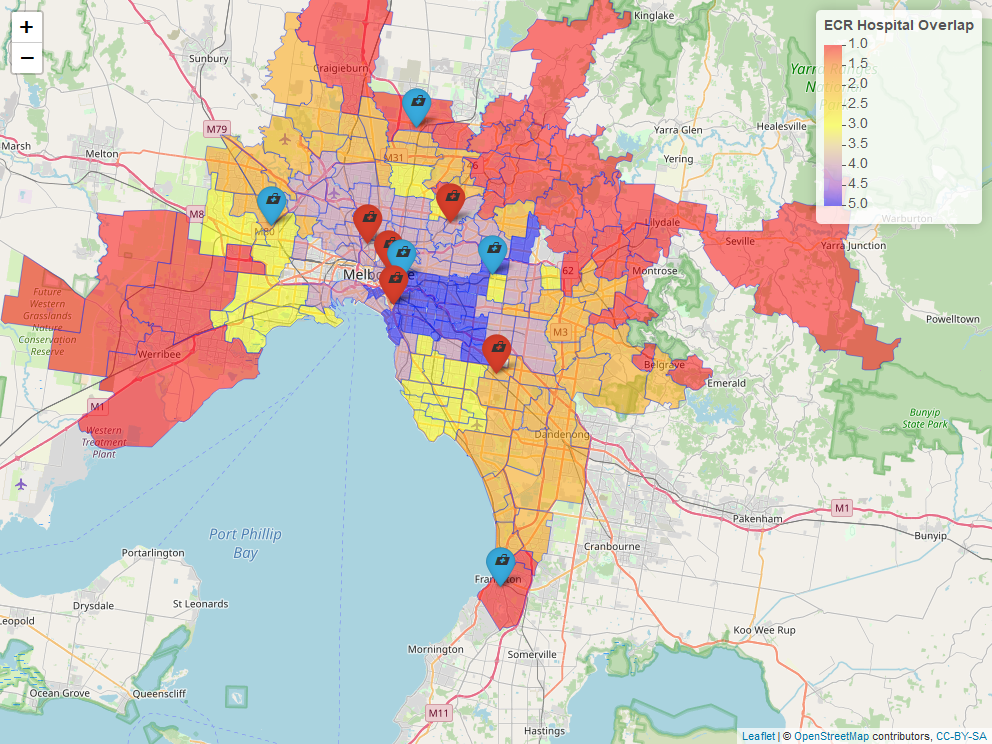 +
−
Kinglake
ECR Hospital Overlap
1.0
1.5
2.0
2.5
3.0
3.5
4.0
4.5
5.0
Sunbury
Craigieburn
Yarra Ranges
M79
Yarra Glen
Healesville
Marsh
Melton
M31
Yering
M8
M80
Lilydale
Warburton
Seville
Yarra Junction
Melbourne
62
Montrose
Future
Western
Grasslands
Nature
Conservation
Reserve
Powelltown
M3
Werribee
Belgrave
Emerald
M1
Western
Treatment
Plant
Bunyip
State Park
Dandenong
M1
Pakenham
Port Phillip
Bay
Bunyip
Portarlington
Cranbourne
Frankston
Drysdale
St Leonards
Leopold
Koo Wee Rup
Mornington
Somerville
Ocean Grove
Queenscliff
M11
Hastings
Leaflet | © OpenStreetMap contributors, CC-BY-SA